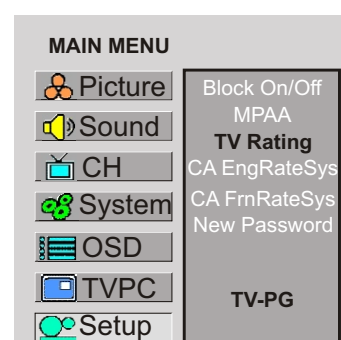 MAIN MENU
Picture
Sound
CH
System
OSD
TVPC
Setup
Block On/Off
MPAA
TV Rating
CA EngRateSys
CA FrnRateSys
New Password
TV-PG